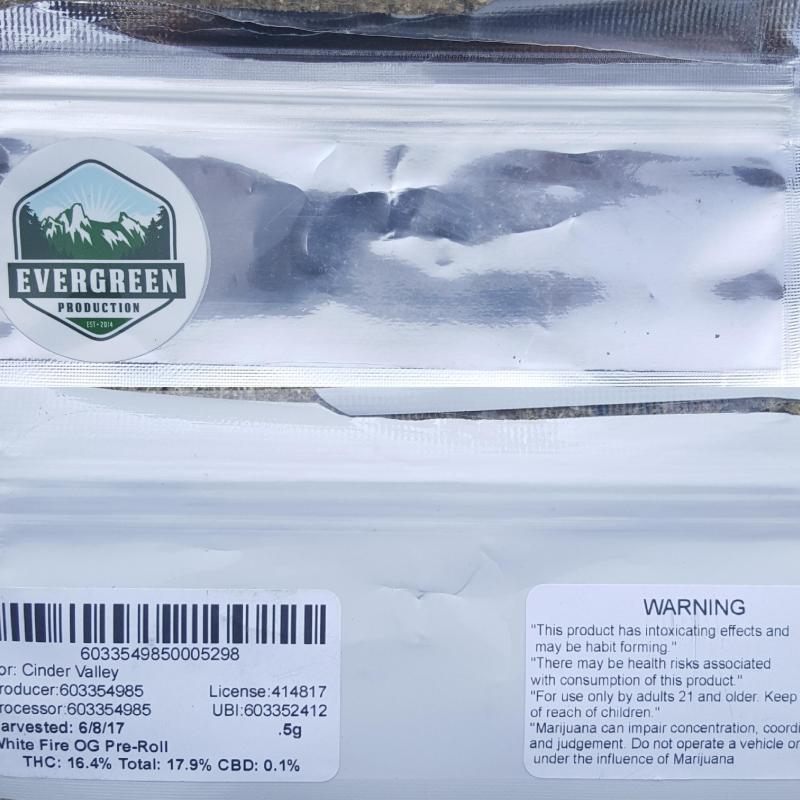 EVERGREEN
PRODUCTION
EST • 2014
6033549850005298
or: Cinder Valley
roducer:603354985 License:414817
rocessor:603354985 UBI:603352412
arvested: 6/8/17 .5g
White Fire OG Pre-Roll
THC: 16.4% Total: 17.9% CBD: 0.1%
WARNING
"This product has intoxicating effects and
may be habit forming."
"There may be health risks associated
with consumption of this product."
"For use only by adults 21 and older. Keep
of reach of children."
"Marijuana can impair concentration, coordi
and judgement. Do not operate a vehicle or
under the influence of Marijuana